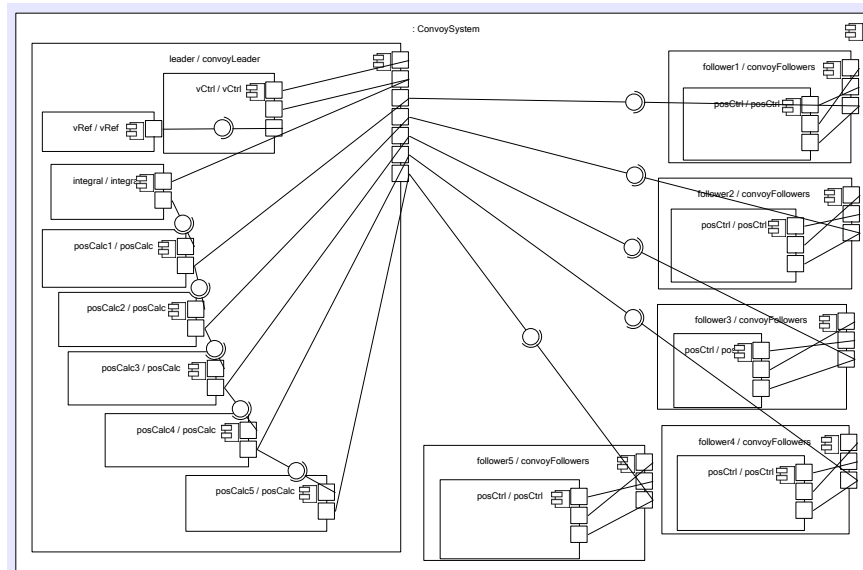 : ConvoySystem
leader / convoyLeader
vCtrl / vCtrl
vRef / vRef
integral / integra
posCalc1 / posCalc
posCalc2 / posCalc
posCalc3 / posCalc
posCalc4 / posCalc
posCalc5 / posCalc
follower1 / convoyFollowers
posCtrl / posCtrl
follower2 / convoyFollowers
posCtrl / posCtrl
follower3 / convoyFollowers
posCtrl / pos
follower4 / convoyFollowers
posCtrl / posCtrl
follower5 / convoyFollowers
posCtrl / posCtrl